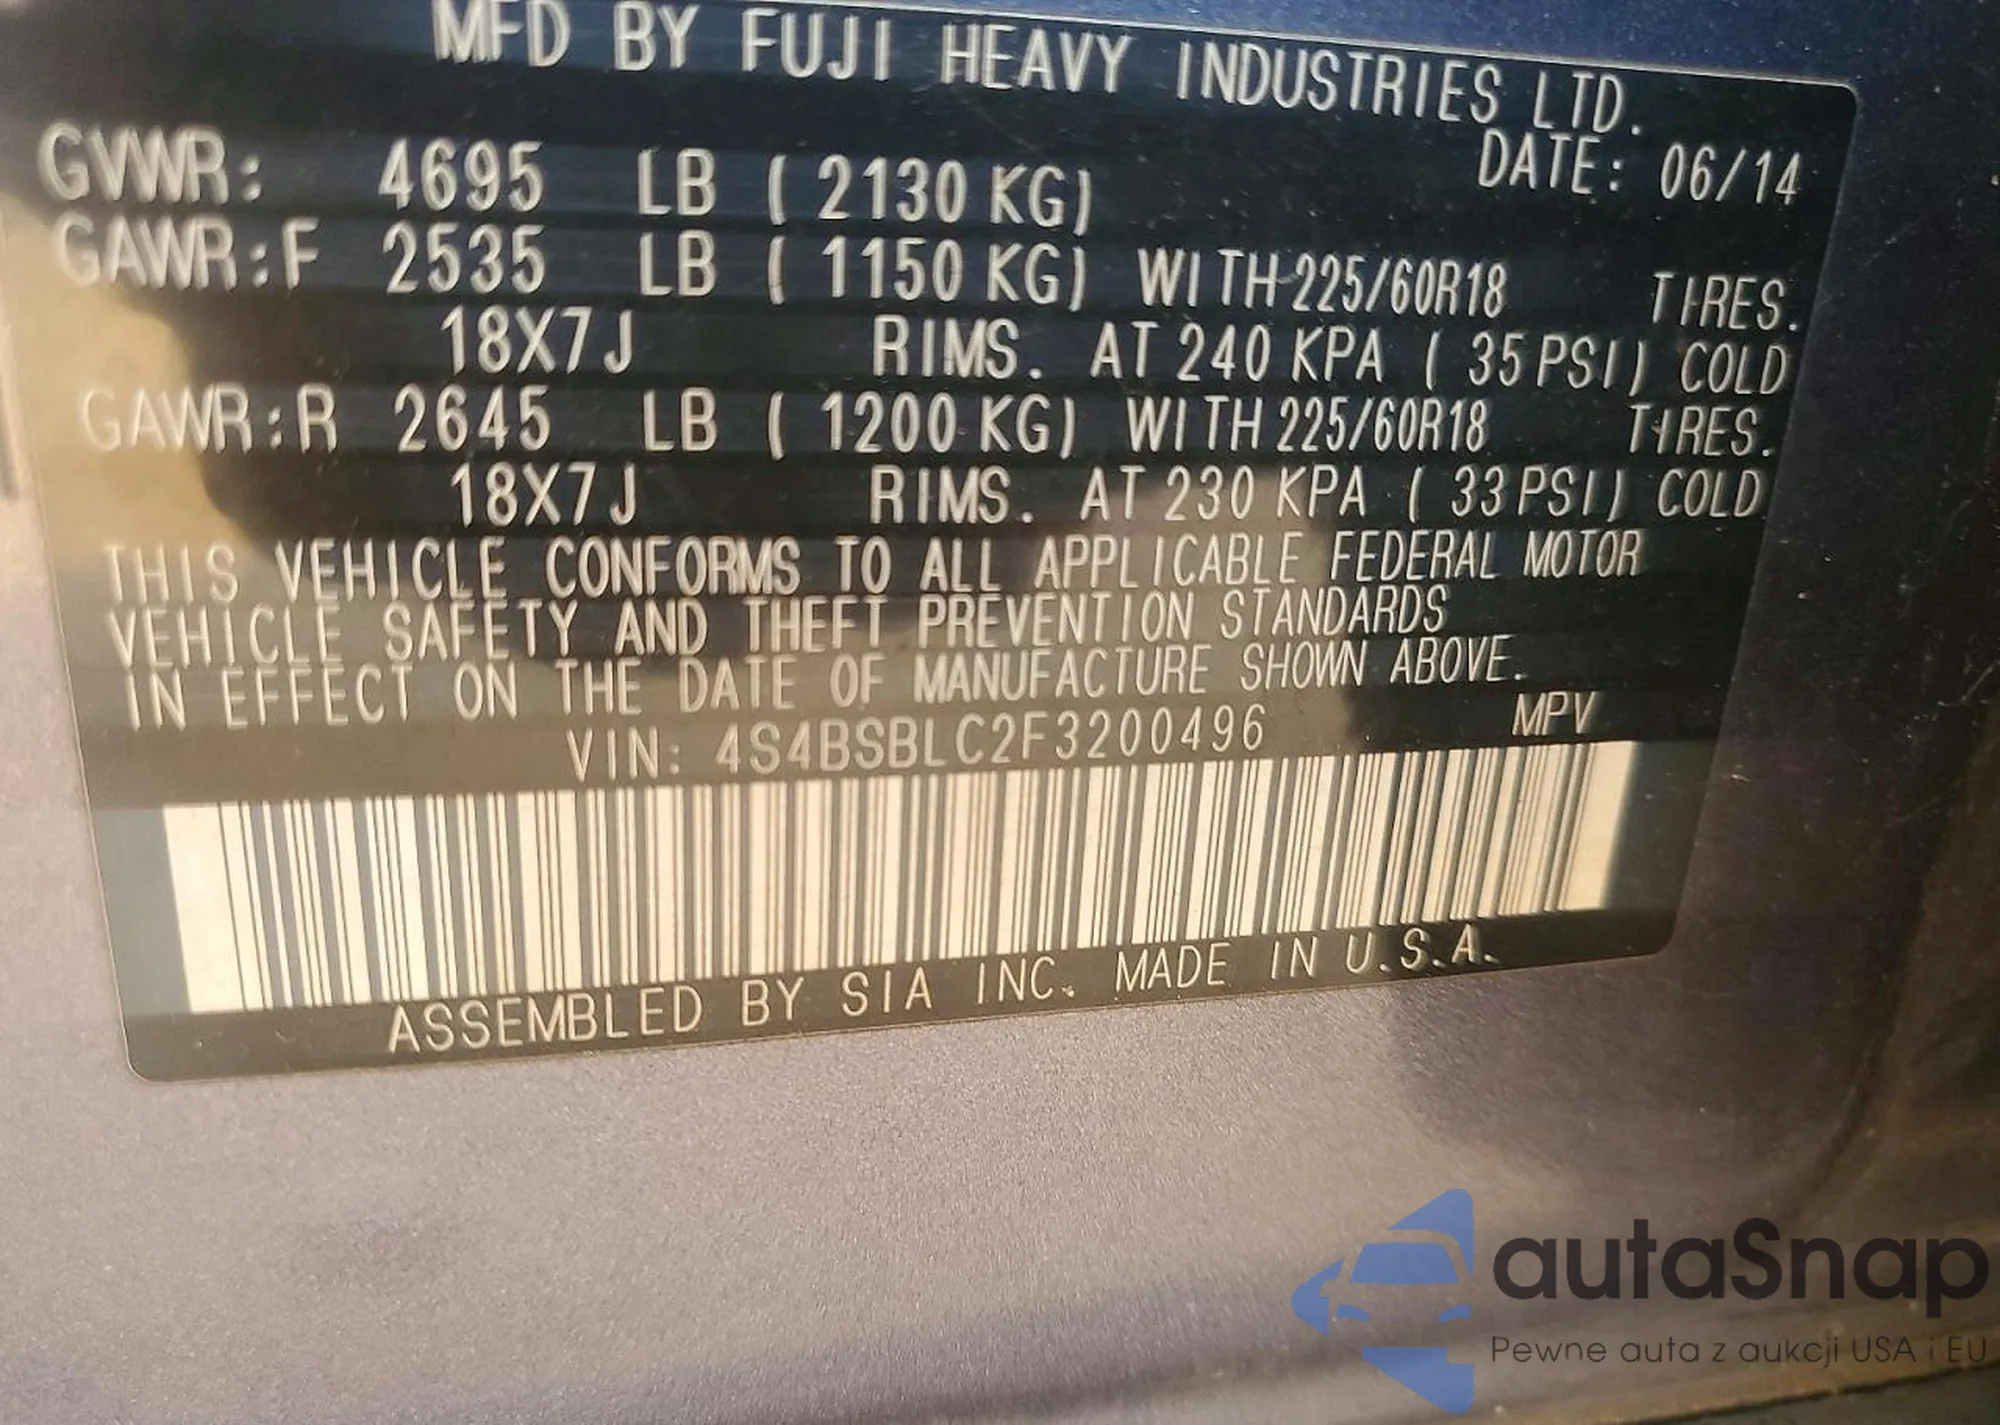 MFD BY FUJI HEAVY INDUSTRIES LTD.
DATE: 06/14
GVWR: 4695 LB ( 2130 KG)
GAWR:F 2535 LB ( 1150 KG) WITH 225/60R18 TIRES.
18X7J RIMS. AT 240 KPA ( 35 PSI) COLD
GAWR:R 2645 LB ( 1200 KG) WITH 225/60R18 TIRES.
18X7J RIMS. AT 230 KPA ( 33 PSI) COLD
THIS VEHICLE CONFORMS TO ALL APPLICABLE FEDERAL MOTOR
VEHICLE SAFETY AND THEFT PREVENTION STANDARDS
IN EFFECT ON THE DATE OF MANUFACTURE SHOWN ABOVE.
VIN: 4S4BSBLC2F3200496 MPV
ASSEMBLED BY SIA INC. MADE IN U.S.A.
autaSnap
Pewne auta z aukcji USA i EU